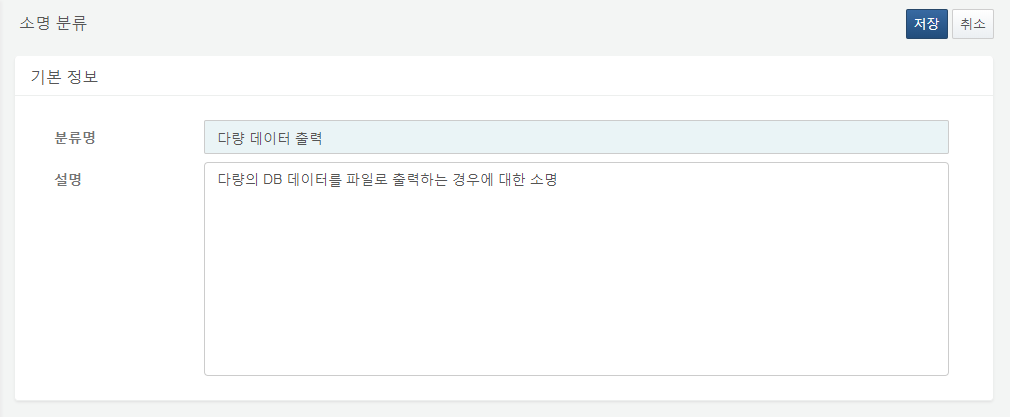 소명 분류
저장
취소
기본 정보
분류명
다량 데이터 출력
설명
다량의 DB 데이터를 파일로 출력하는 경우에 대한 소명